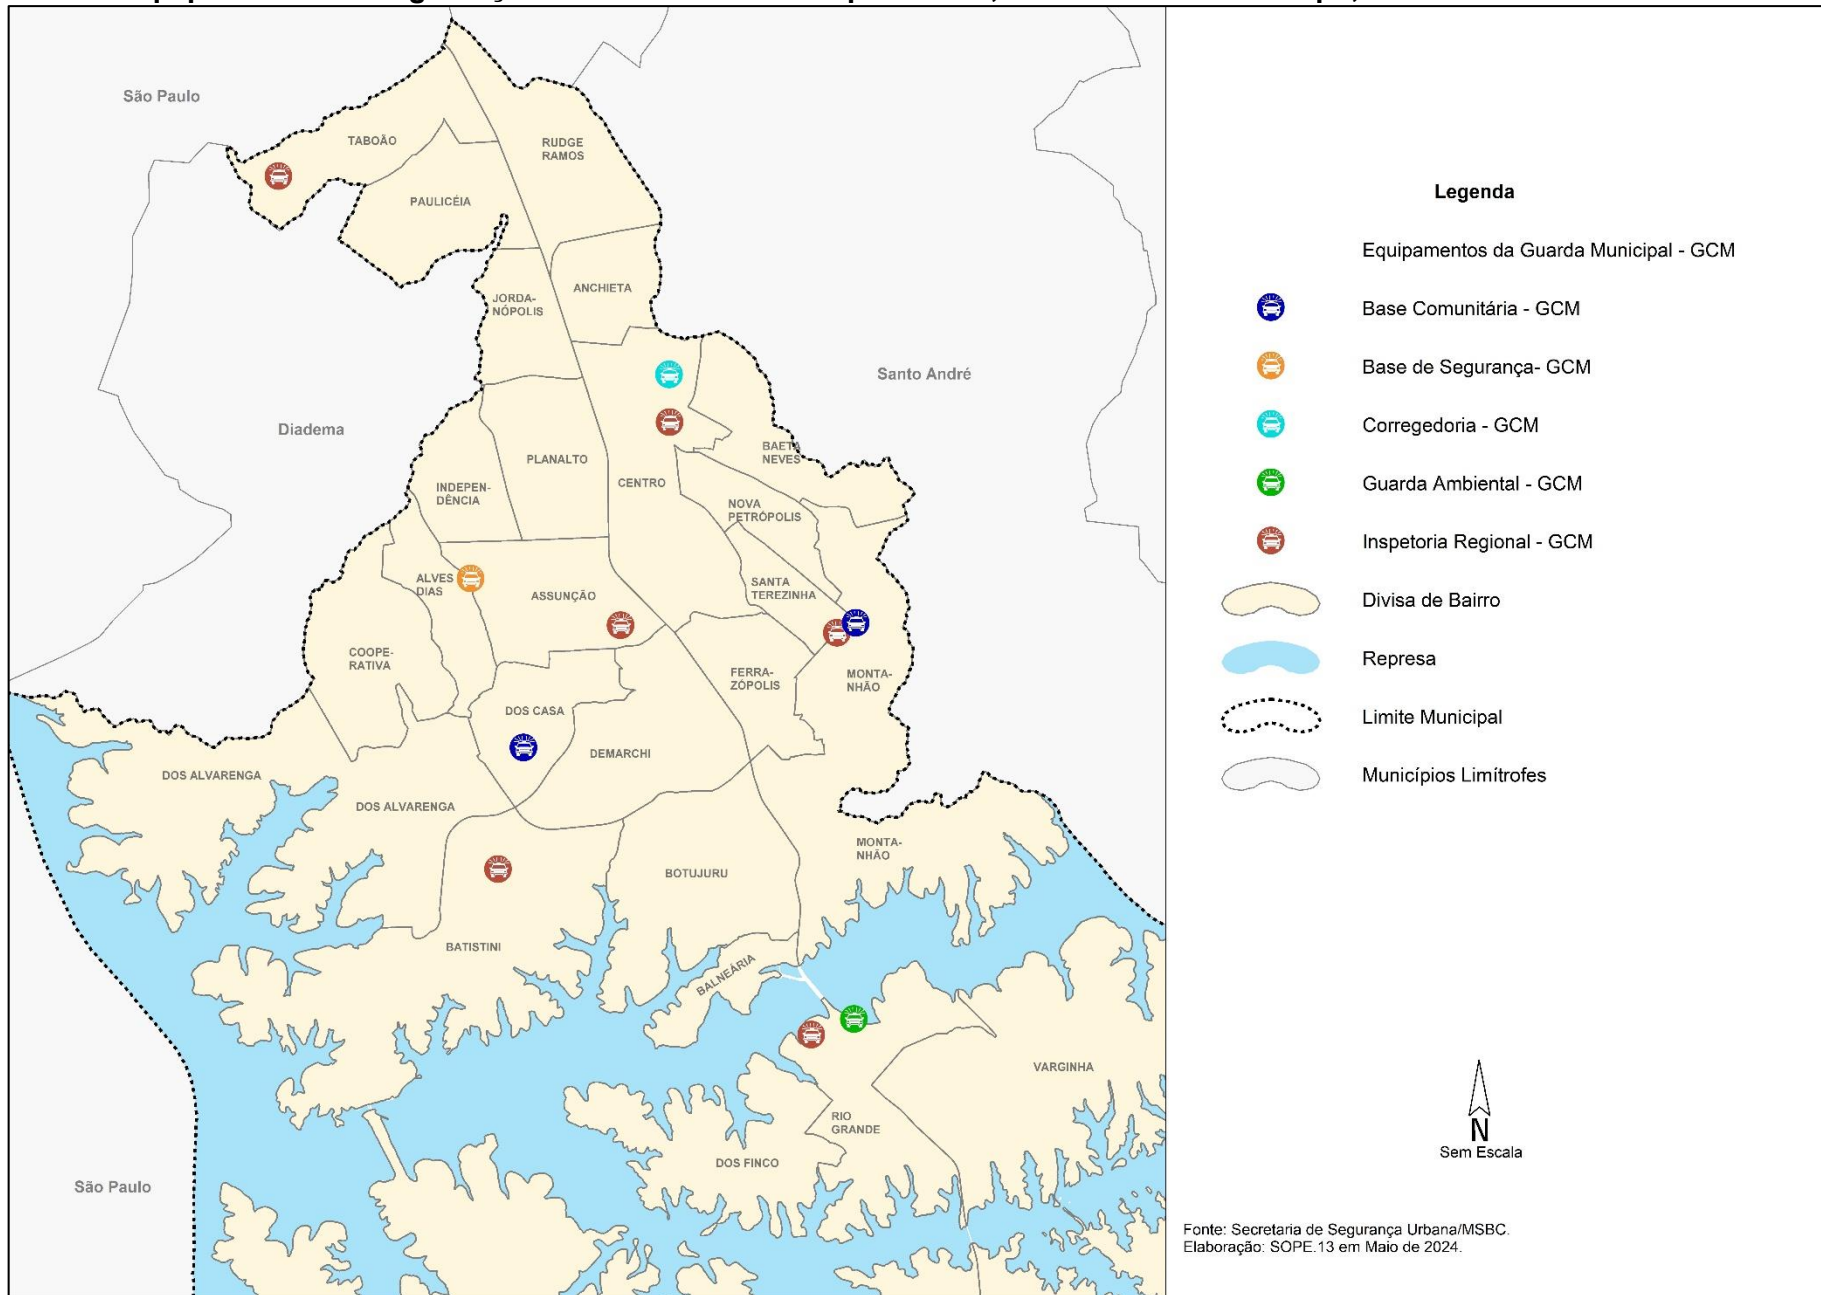 São Paulo
TABOÃO
RUDGE
RAMOS
PAULICÉIA
ANCHIETA
JORDA-
NÓPOLIS
Santo André
Diadema
BAETA
NEVES
PLANALTO
CENTRO
INDEPEN-
DÊNCIA
NOVA
PETRÓPOLIS
ALVES
DIAS
ASSUNÇÃO
SANTA
TEREZINHA
COOPE-
RATIVA
FERRA-
ZÓPOLIS
MONTA-
NHÃO
DOS CASA
DEMARCHI
DOS ALVARENGA
DOS ALVARENGA
MONTA-
NHÃO
BOTUJURU
BATISTINI
BALNEÁRIA
VARGINHA
RIO
GRANDE
DOS FINCO
São Paulo
Legenda
Equipamentos da Guarda Municipal - GCM
Base Comunitária - GCM
Base de Segurança- GCM
Corregedoria - GCM
Guarda Ambiental - GCM
Inspetoria Regional - GCM
Divisa de Bairro
Represa
Limite Municipal
Municípios Limítrofes
N
Sem Escala
Fonte: Secretaria de Segurança Urbana/MSBC.
Elaboração: SOPE.13 em Maio de 2024.